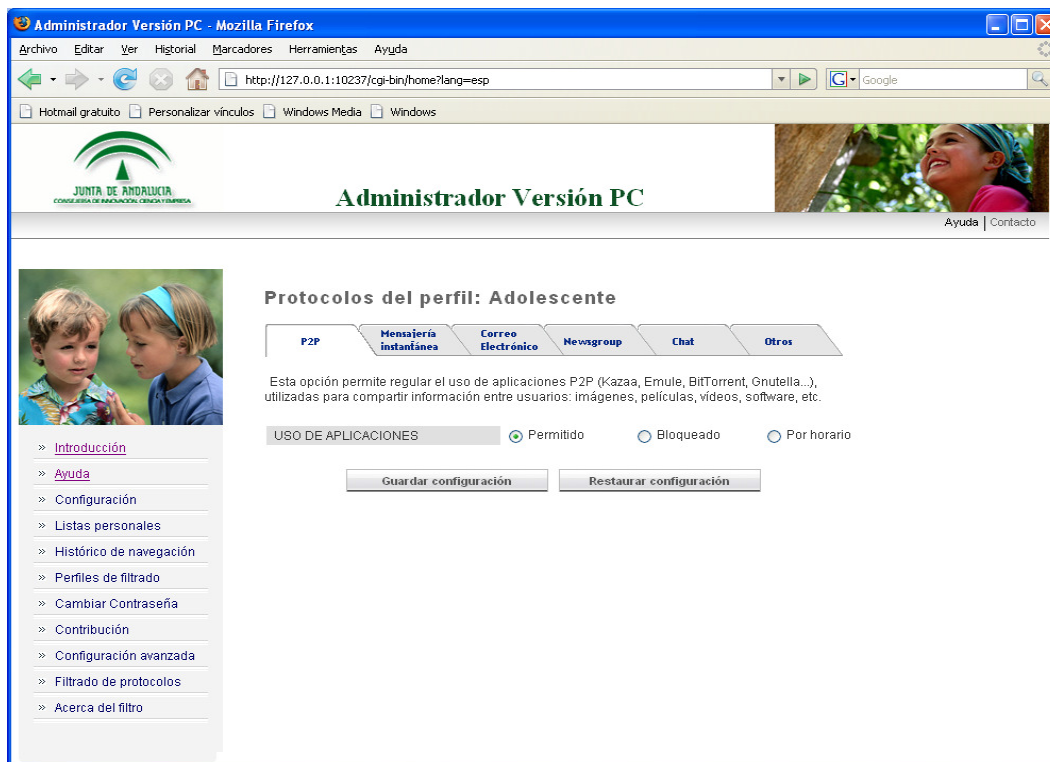 Administrador Versión PC - Mozilla Firefox
Archivo Editar Ver Historial Marcadores Herramientas Ayuda
http://127.0.0.1:10237/cgi-bin/home?lang=esp
G Google
Hotmail gratuito Personalizar vínculos Windows Media Windows
JUNTA DE ANDALUCIA
CONSEJERÍA DE INNOVACIÓN, CIENCIA Y EMPRESA
Administrador Versión PC
Ayuda | Contacto
Protocolos del perfil: Adolescente
P2P
Mensajería instantánea
Correo Electrónico
Newsgroup
Chat
Otros
Esta opción permite regular el uso de aplicaciones P2P (Kazaa, Emule, BitTorrent, Gnutella...),
utilizadas para compartir información entre usuarios: imágenes, películas, vídeos, software, etc.
USO DE APLICACIONES Permitido Bloqueado Por horario
Guardar configuración Restaurar configuración
» Introducción
» Ayuda
» Configuración
» Listas personales
» Histórico de navegación
» Perfiles de filtrado
» Cambiar Contraseña
» Contribución
» Configuración avanzada
» Filtrado de protocolos
» Acerca del filtro